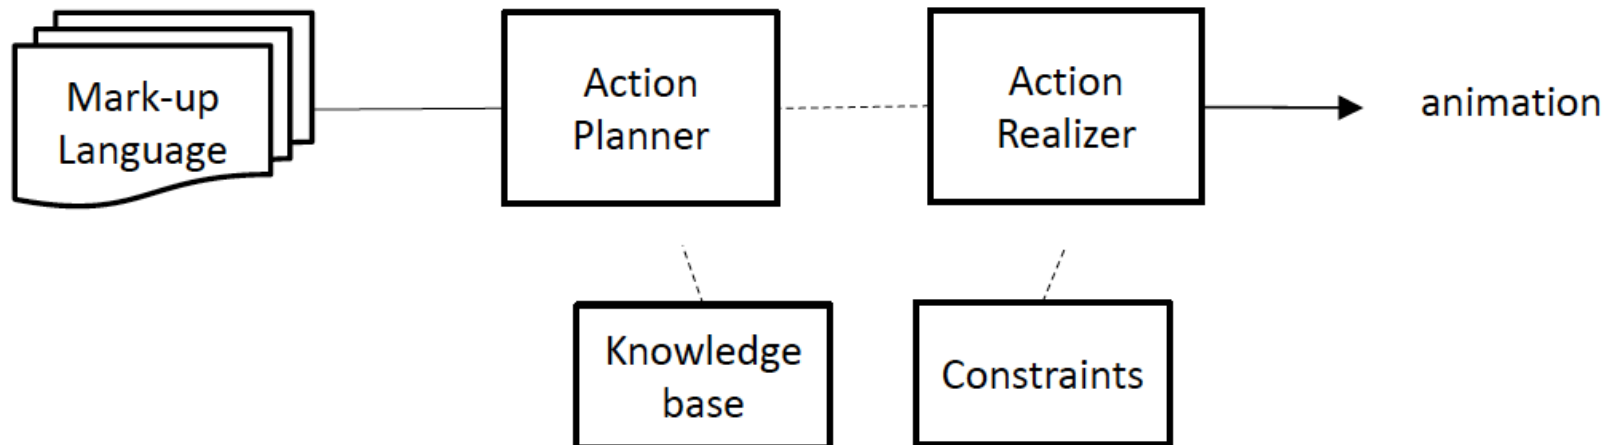 Mark-up
Language
Action
Planner
Action
Realizer
animation
Knowledge
base
Constraints